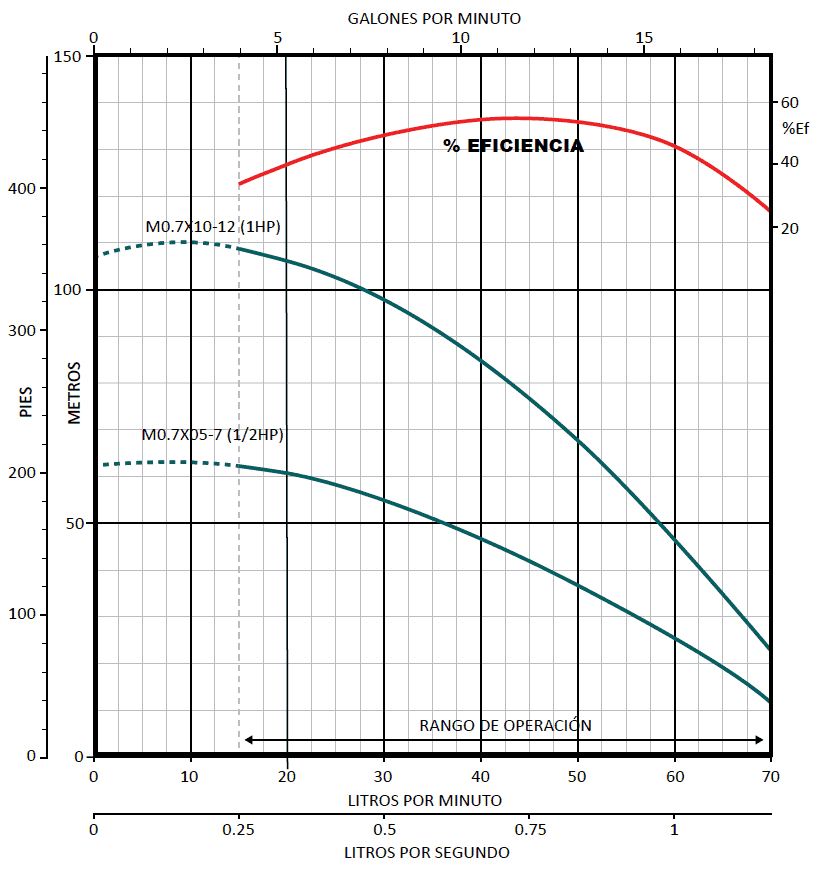 GALONES POR MINUTO
0 5 10 15
150
100
50
0
METROS
400
300
200
100
0
PIES
60
%Ef
40
20
% EFICIENCIA
M0.7X10-12 (1HP)
M0.7X05-7 (1/2HP)
RANGO DE OPERACIÓN
0 10 20 30 40 50 60 70
LITROS POR MINUTO
0 0.25 0.5 0.75 1
LITROS POR SEGUNDO